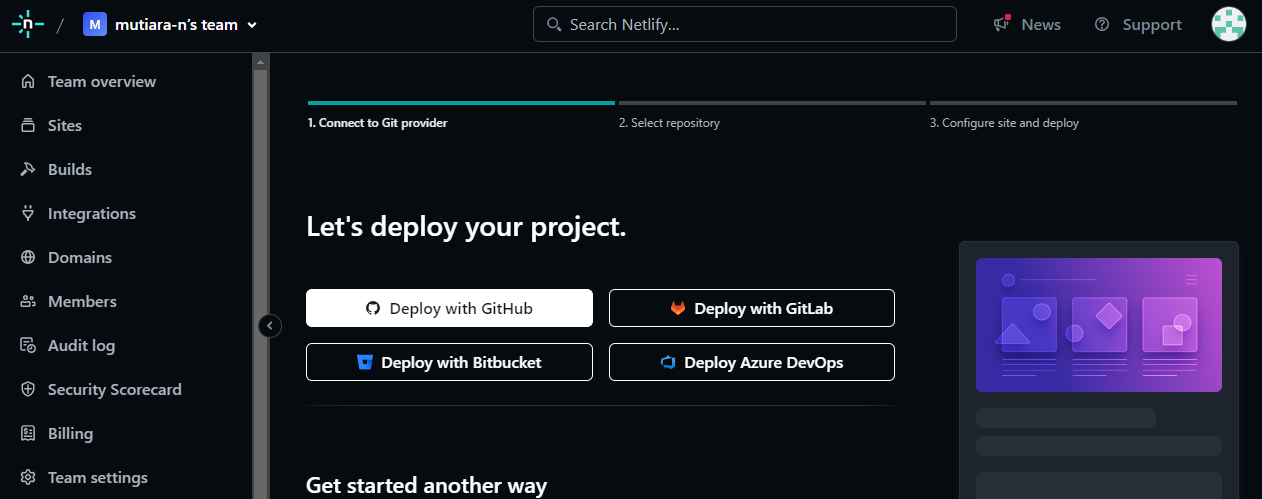 n / M mutiara-n's team
Search Netlify...
News
Support
Team overview
Sites
Builds
Integrations
Domains
Members
Audit log
Security Scorecard
Billing
Team settings
1. Connect to Git provider
2. Select repository
3. Configure site and deploy
Let's deploy your project.
Deploy with GitHub
Deploy with GitLab
Deploy with Bitbucket
Deploy Azure DevOps
Get started another way